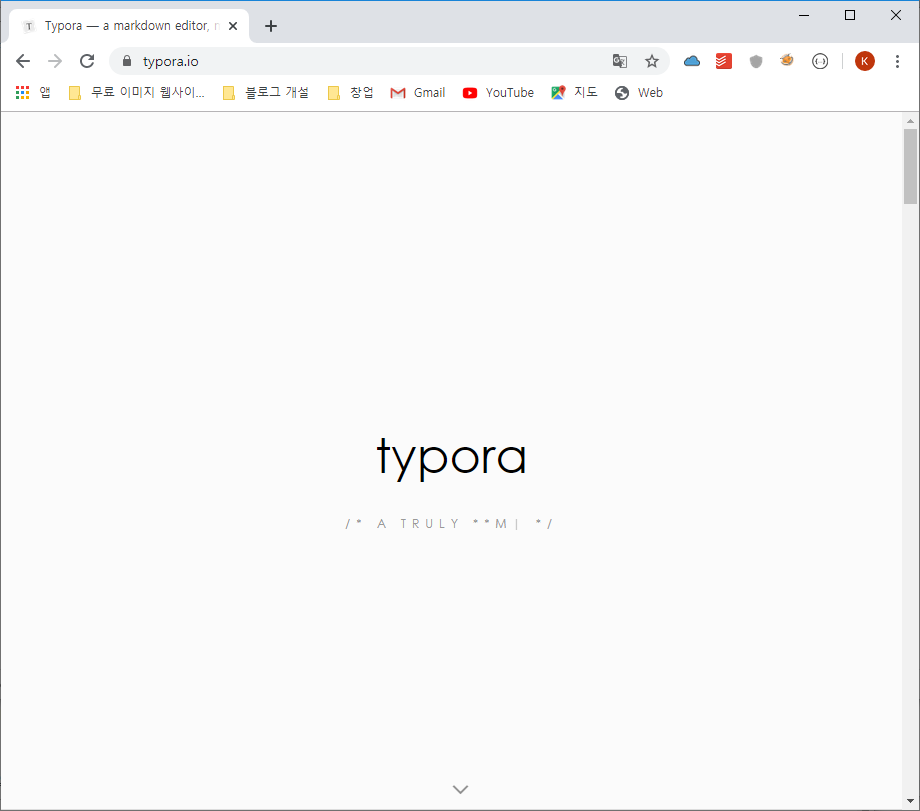 T Typora — a markdown editor, n
typora.io
K
앱 무료 이미지 웹사이... 블로그 개설 창업 Gmail YouTube 지도 Web
typora
/* A TRULY **M| */